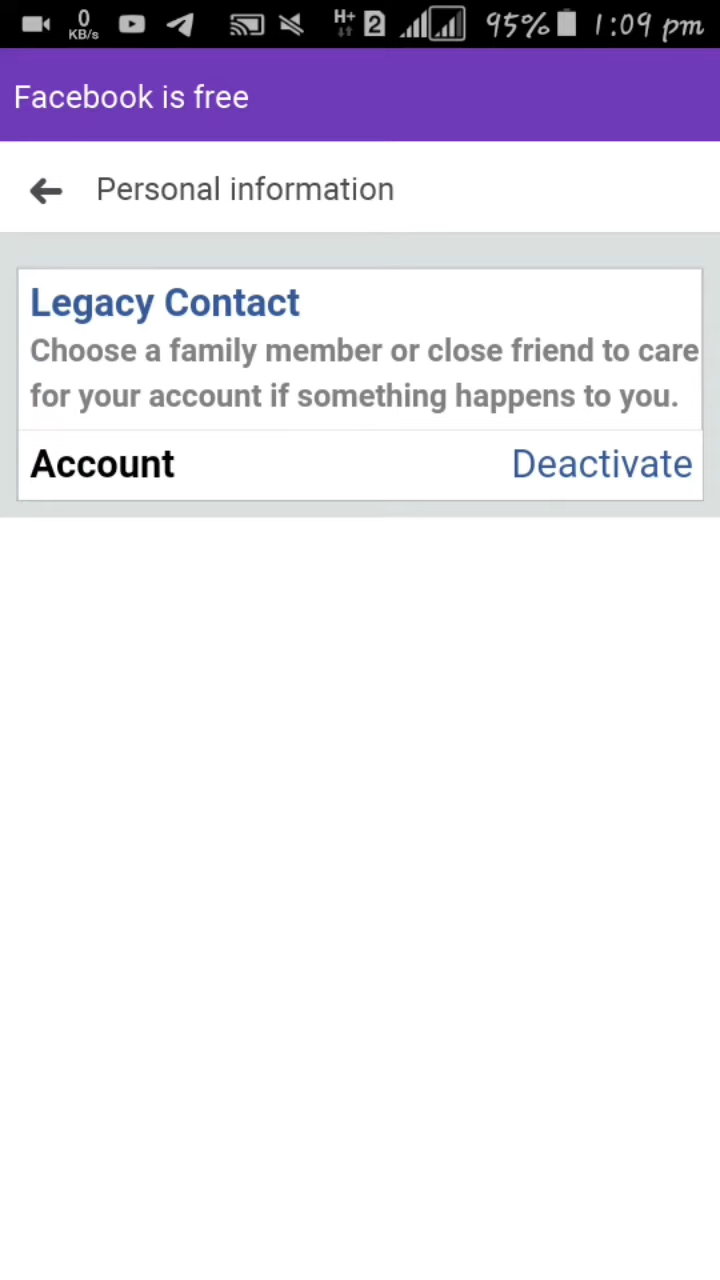 0 KB/s H+ 2 95% 1:09 pm
Facebook is free
Personal information
Legacy Contact
Choose a family member or close friend to care
for your account if something happens to you.
Account Deactivate